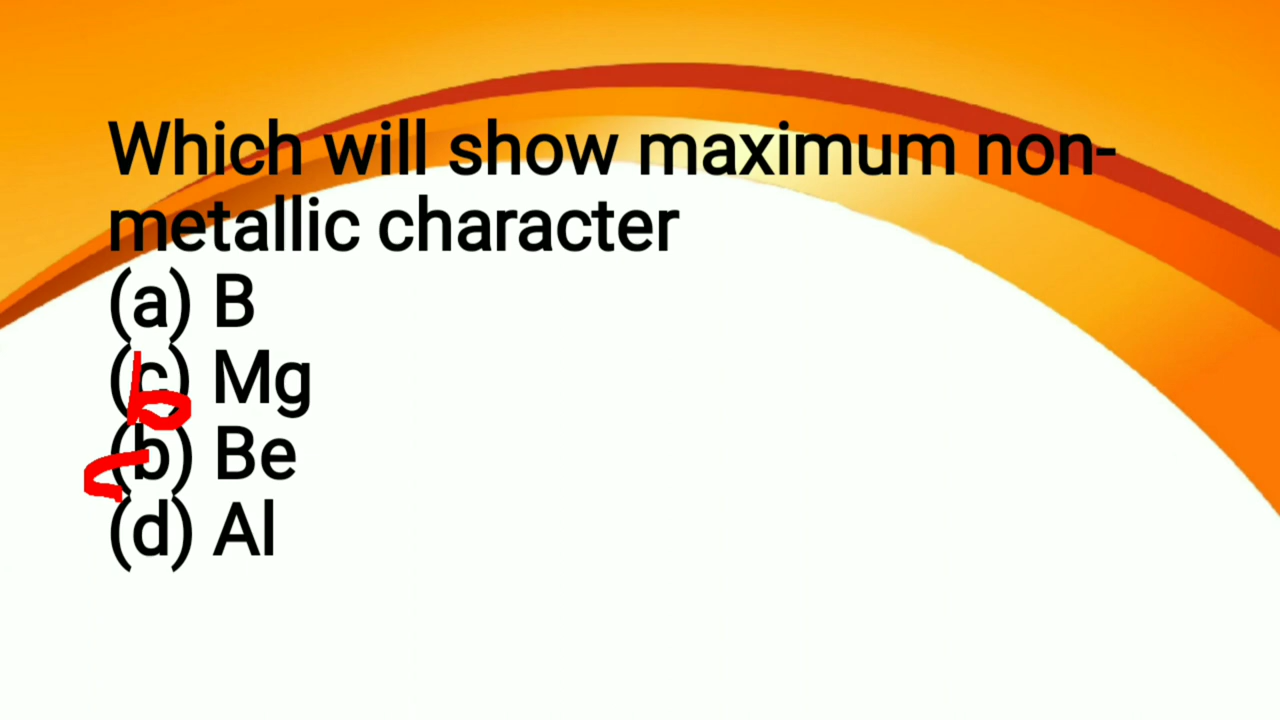 Which will show maximum non-
metallic character
(a) B
(c) Mg
b
(b) Be
c
(d) Al